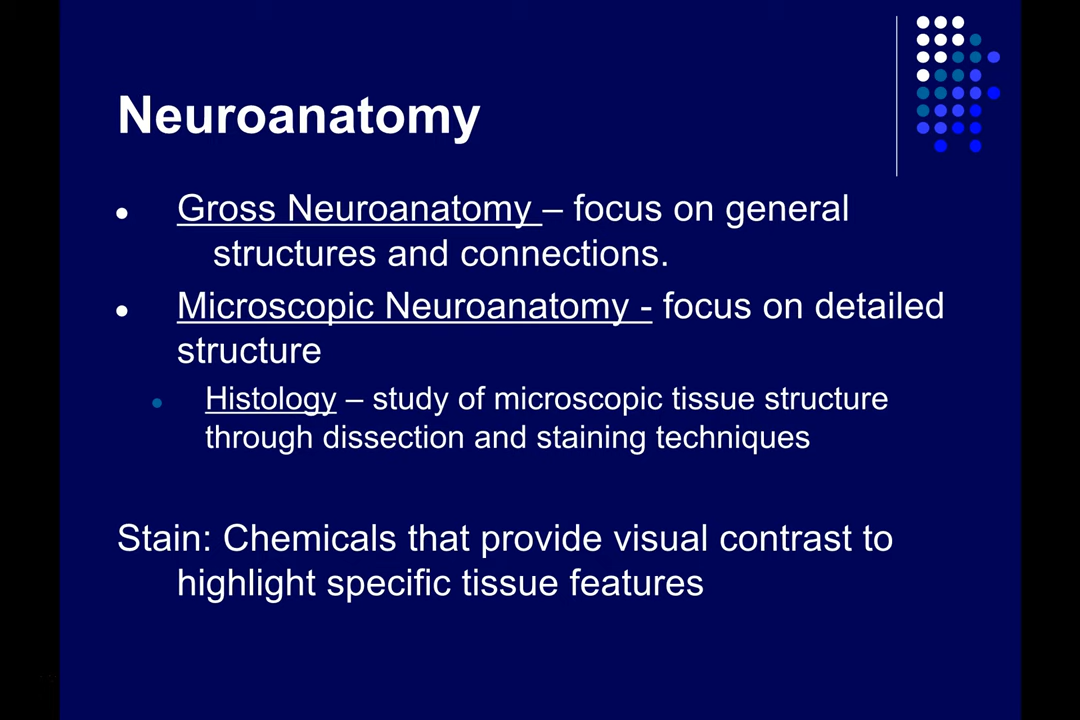 Neuroanatomy
Gross Neuroanatomy – focus on general
structures and connections.
Microscopic Neuroanatomy - focus on detailed
structure
Histology – study of microscopic tissue structure
through dissection and staining techniques
Stain: Chemicals that provide visual contrast to
highlight specific tissue features